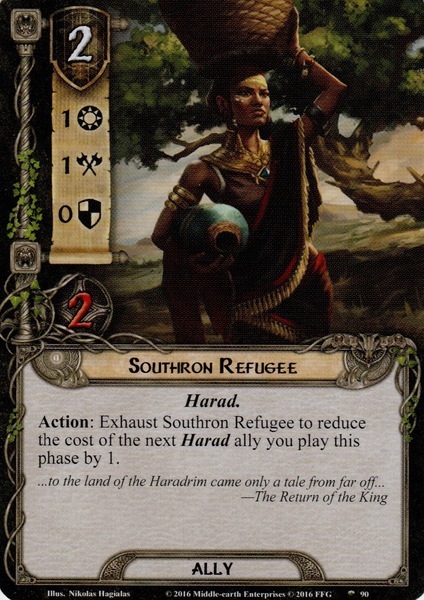 2
1
1
0
2
Southron Refugee
Harad.
Action: Exhaust Southron Refugee to reduce
the cost of the next Harad ally you play this
phase by 1.
...to the land of the Haradrim came only a tale from far off...
—The Return of the King
ALLY
Illus. Nikolas Hagialas © 2016 Middle-earth Enterprises © 2016 FFG 90